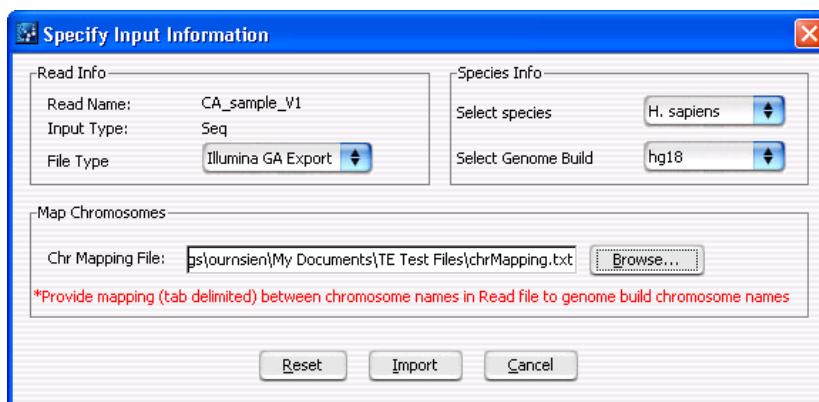 Specify Input Information
Read Info
Read Name: CA_sample_V1
Input Type: Seq
File Type Illumina GA Export
Species Info
Select species H. sapiens
Select Genome Build hg18
Map Chromosomes
Chr Mapping File: gs\ournsien\My Documents\TE Test Files\chrMapping.txt Browse...
*Provide mapping (tab delimited) between chromosome names in Read file to genome build chromosome names
Reset Import Cancel